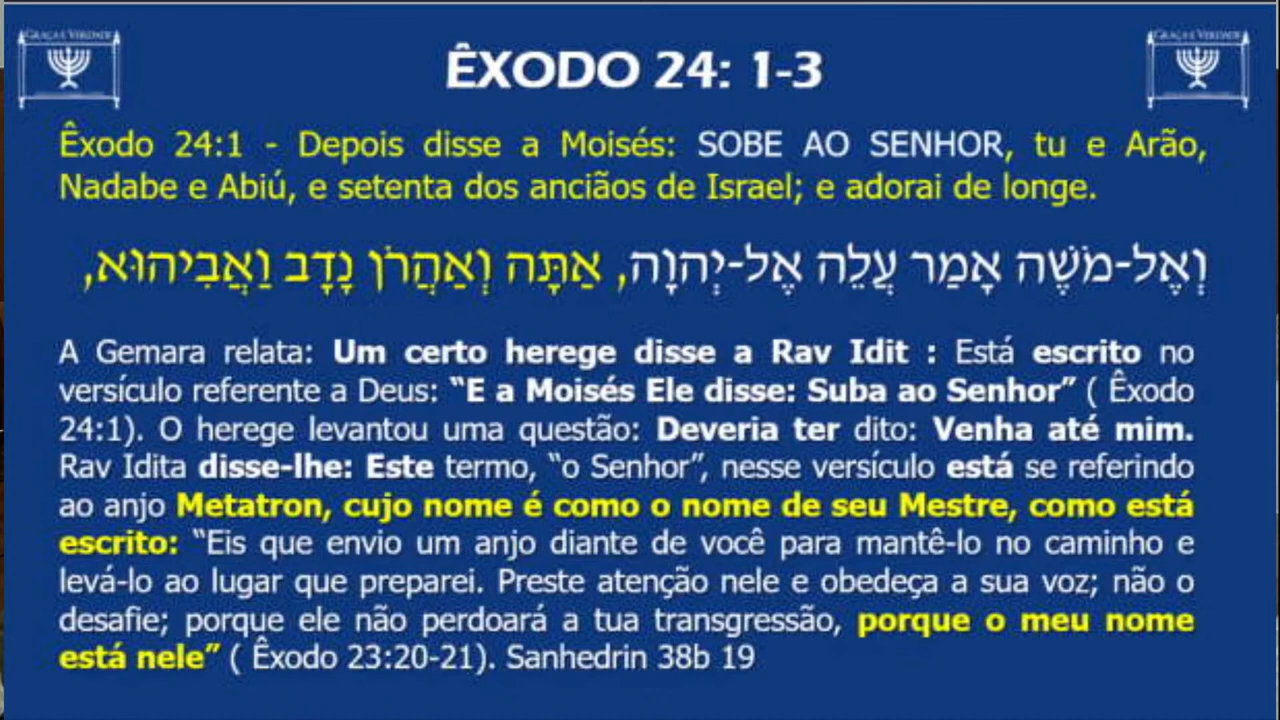 GRAÇA E VERDADE
GRAÇA E VERDADE
ÊXODO 24: 1-3
Êxodo 24:1 - Depois disse a Moisés: SOBE AO SENHOR, tu e Arão,
Nadabe e Abiú, e setenta dos anciãos de Israel; e adorai de longe.
וְאֶל-מֹשֶׁה אָמַר עֲלֵה אֶל-יְהוָה, אַתָּה וְאַהֲרֹן נָדָב וַאֲבִיהוּא,
A Gemara relata: Um certo herege disse a Rav Idit : Está escrito no
versículo referente a Deus: “E a Moisés Ele disse: Suba ao Senhor” ( Êxodo
24:1). O herege levantou uma questão: Deveria ter dito: Venha até mim.
Rav Idita disse-lhe: Este termo, “o Senhor”, nesse versículo está se referindo
ao anjo Metatron, cujo nome é como o nome de seu Mestre, como está
escrito: “Eis que envio um anjo diante de você para mantê-lo no caminho e
levá-lo ao lugar que preparei. Preste atenção nele e obedeça a sua voz; não o
desafie; porque ele não perdoará a tua transgressão, porque o meu nome
está nele” ( Êxodo 23:20-21). Sanhedrin 38b 19